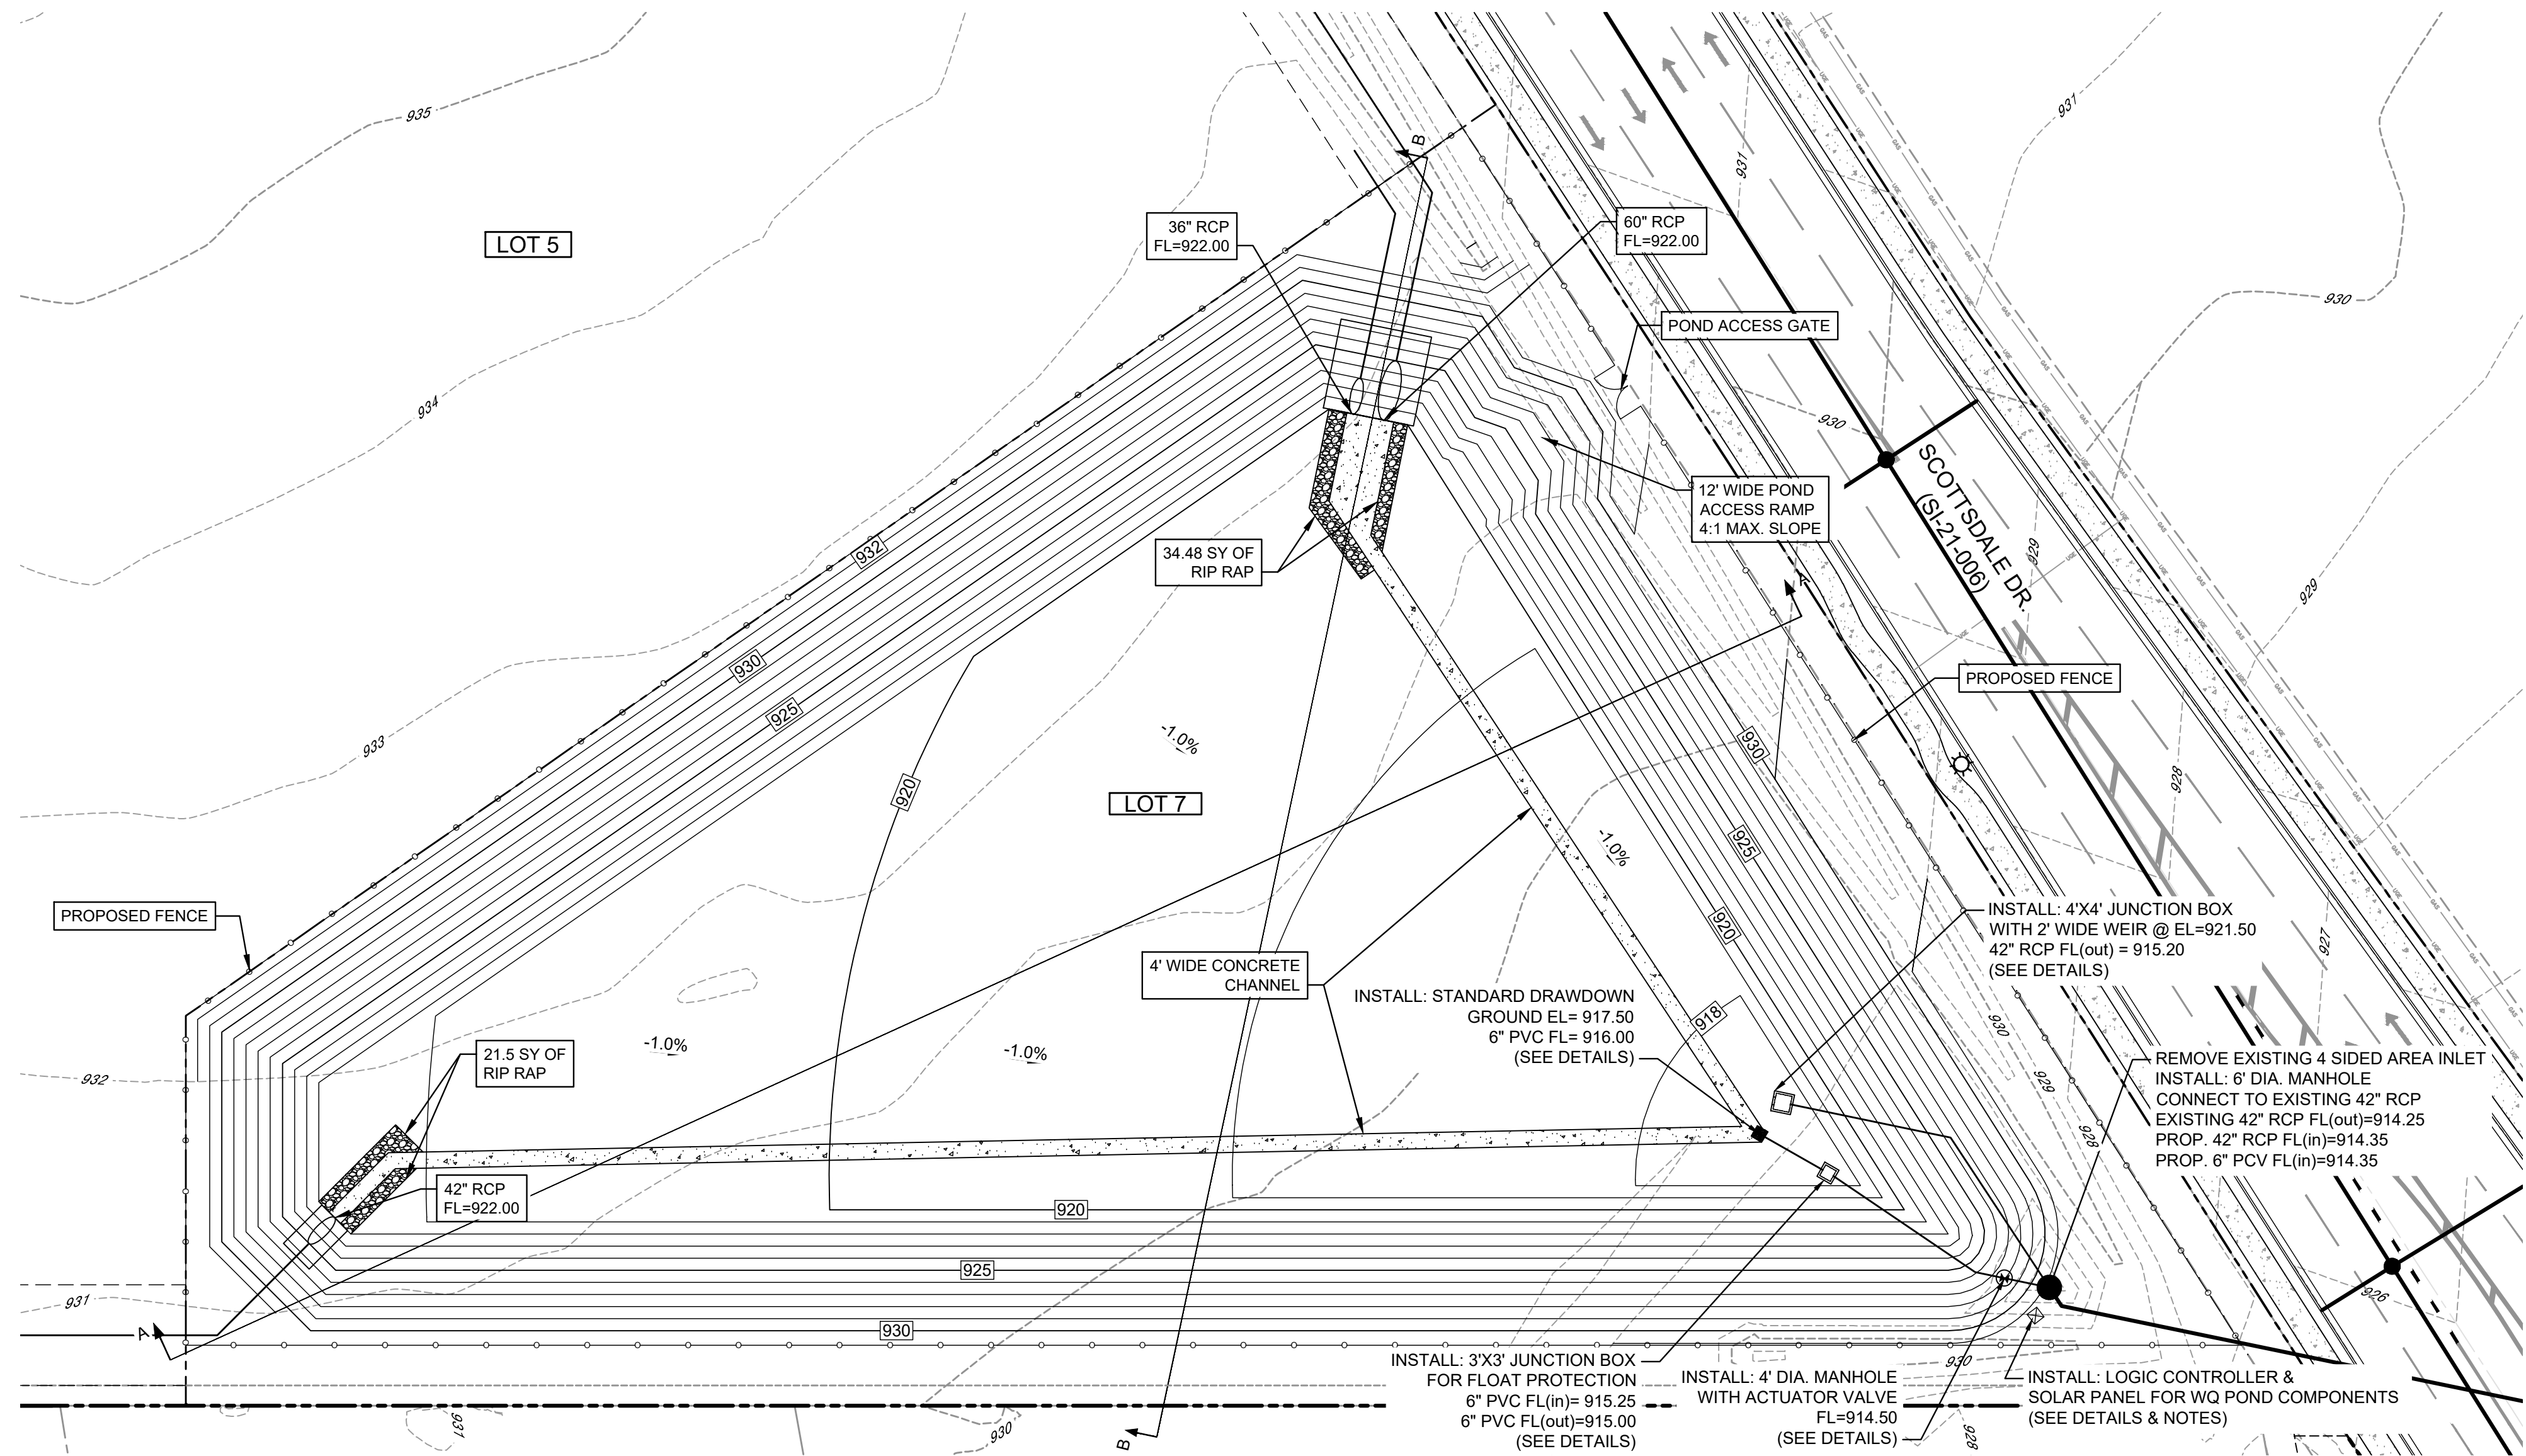 935
LOT 5
934
933
932
931
B
36" RCP
FL=922.00
60" RCP
FL=922.00
POND ACCESS GATE
931
931
930
930
SCOTTSDALE DR.
(SI-21-006)
929
929
928
927
926
12' WIDE POND
ACCESS RAMP
4:1 MAX. SLOPE
34.48 SY OF
RIP RAP
932
930
925
920
A
PROPOSED FENCE
-1.0%
LOT 7
-1.0%
930
925
920
918
PROPOSED FENCE
4' WIDE CONCRETE
CHANNEL
INSTALL: 4'X4' JUNCTION BOX
WITH 2' WIDE WEIR @ EL=921.50
42" RCP FL(out) = 915.20
(SEE DETAILS)
INSTALL: STANDARD DRAWDOWN
GROUND EL= 917.50
6" PVC FL= 916.00
(SEE DETAILS)
930
929
928
REMOVE EXISTING 4 SIDED AREA INLET
INSTALL: 6' DIA. MANHOLE
CONNECT TO EXISTING 42" RCP
EXISTING 42" RCP FL(out)=914.25
PROP. 42" RCP FL(in)=914.35
PROP. 6" PCV FL(in)=914.35
-1.0%
-1.0%
21.5 SY OF
RIP RAP
42" RCP
FL=922.00
920
925
930
A
INSTALL: 3'X3' JUNCTION BOX
FOR FLOAT PROTECTION
6" PVC FL(in)= 915.25
6" PVC FL(out)=915.00
(SEE DETAILS)
INSTALL: 4' DIA. MANHOLE
WITH ACTUATOR VALVE
FL=914.50
(SEE DETAILS)
930
INSTALL: LOGIC CONTROLLER &
SOLAR PANEL FOR WQ POND COMPONENTS
(SEE DETAILS & NOTES)
931
930
B
928